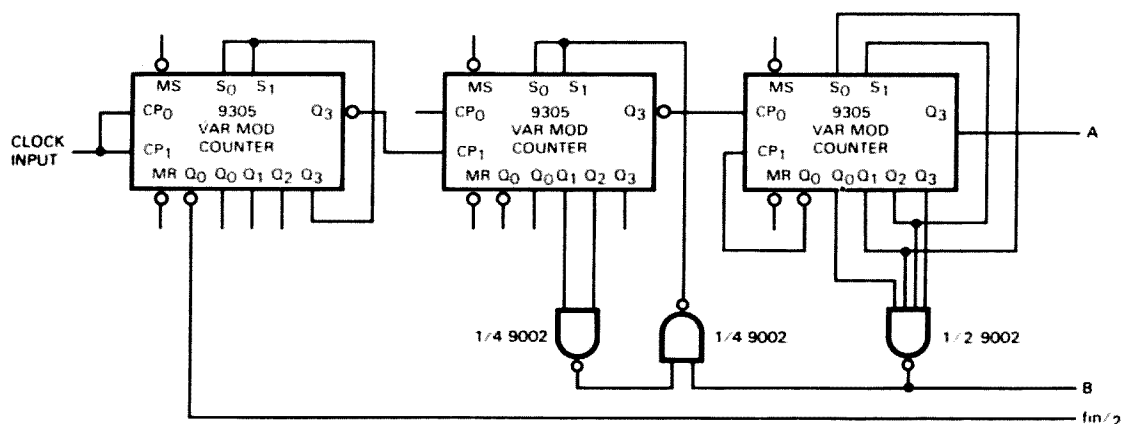 MS S0 S1
CP0 9305 Q3
VAR MOD
CP1 COUNTER
MR Q0 Q0 Q1 Q2 Q3
CLOCK
INPUT
MS S0 S1
CP0 9305 Q3
VAR MOD
CP1 COUNTER
MR Q0 Q0 Q1 Q2 Q3
MS S0 S1
CP0 9305 Q3
VAR MOD
CP1 COUNTER
MR Q0 Q0 Q1 Q2 Q3
A
1/4 9002
1/4 9002
1/2 9002
B
fin/2